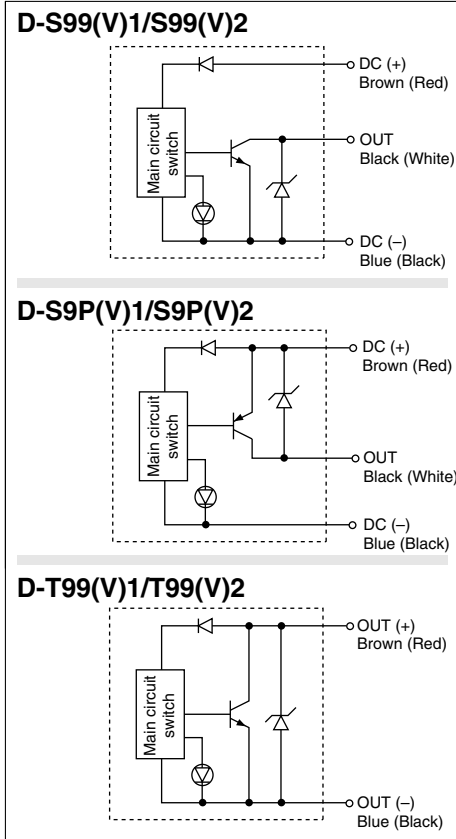 D-S99(V)1/S99(V)2
DC (+)
Brown (Red)
Main circuit
switch
OUT
Black (White)
DC (–)
Blue (Black)
D-S9P(V)1/S9P(V)2
DC (+)
Brown (Red)
Main circuit
switch
OUT
Black (White)
DC (–)
Blue (Black)
D-T99(V)1/T99(V)2
OUT (+)
Brown (Red)
Main circuit
switch
OUT (–)
Blue (Black)